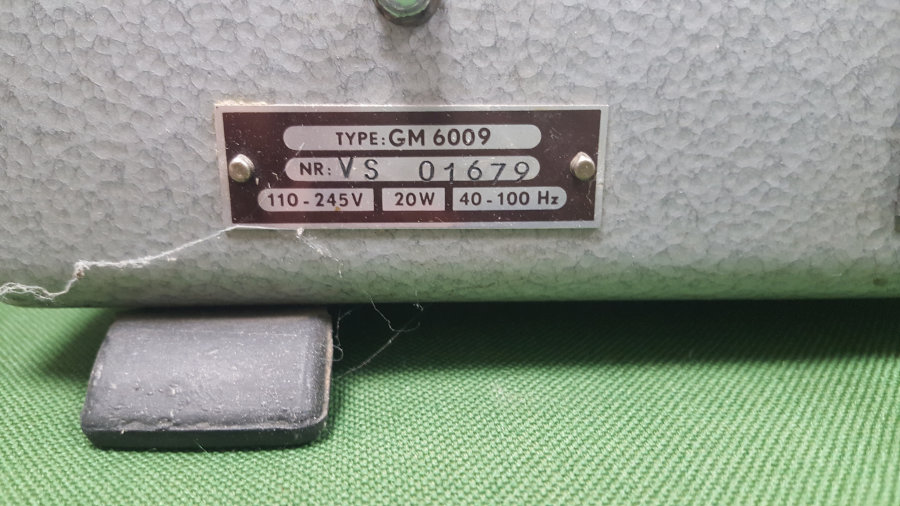 TYPE: GM 6009
NR: VS 01679
110 - 245V 20W 40 - 100 Hz